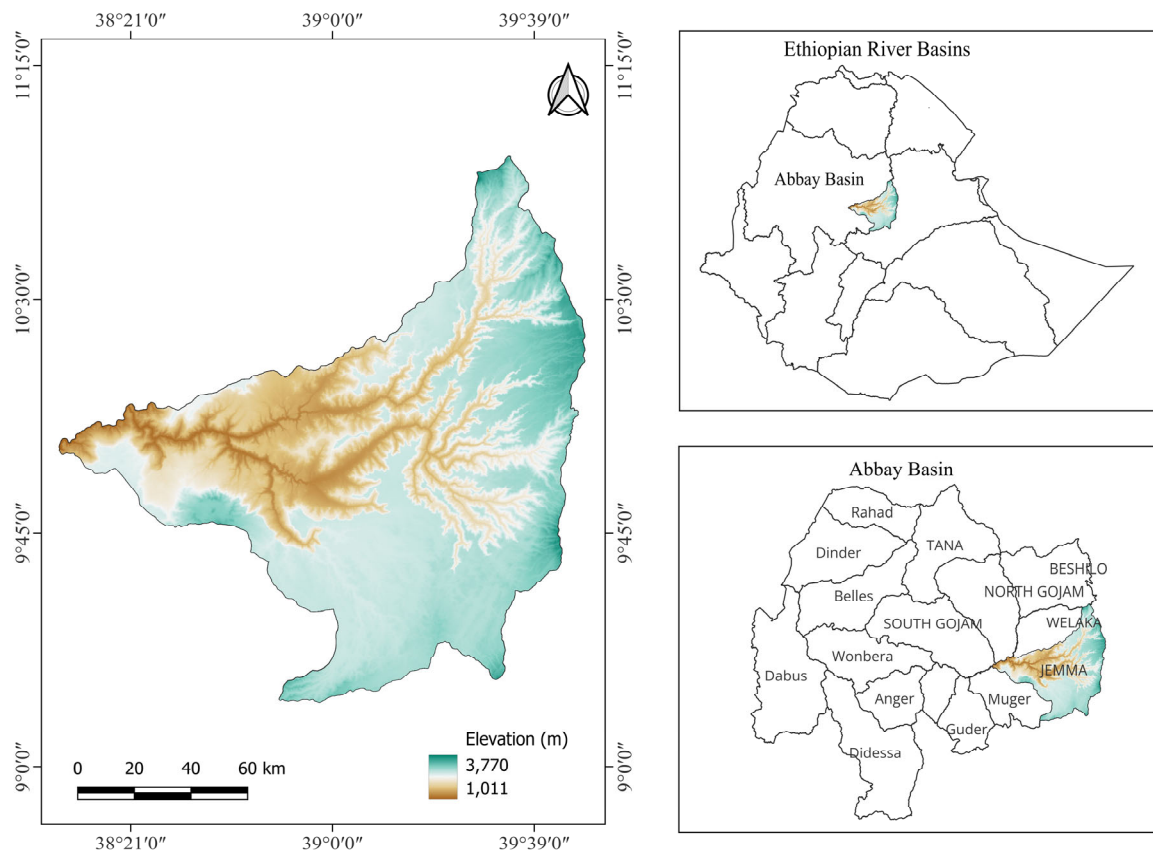 38°21′0″ 39°0′0″ 39°39′0″
11°15′0″ 11°15′0″
10°30′0″ 10°30′0″
9°45′0″ 9°45′0″
9°0′0″ 9°0′0″
Elevation (m)
3,770
1,011
0 20 40 60 km
38°21′0″ 39°0′0″ 39°39′0″
Ethiopian River Basins
Abbay Basin
Abbay Basin
Rahad
TANA
Dinder
BESHILO
NORTH GOJAM
Belles
SOUTH GOJAM
WELAKA
Wonbera
JEMMA
Dabus
Anger
Muger
Guder
Didessa